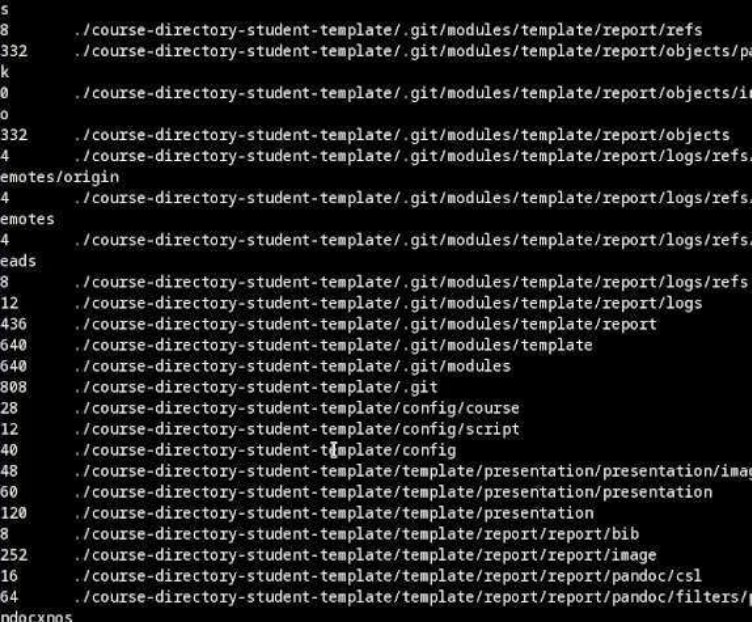 s
8 ./course-directory-student-template/.git/modules/template/report/refs
332 ./course-directory-student-template/.git/modules/template/report/objects/pa
k
0 ./course-directory-student-template/.git/modules/template/report/objects/in
o
332 ./course-directory-student-template/.git/modules/template/report/objects
4 ./course-directory-student-template/.git/modules/template/report/logs/refs/
emotes/origin
4 ./course-directory-student-template/.git/modules/template/report/logs/refs/
emotes
4 ./course-directory-student-template/.git/modules/template/report/logs/refs/
eads
8 ./course-directory-student-template/.git/modules/template/report/logs/refs
12 ./course-directory-student-template/.git/modules/template/report/logs
436 ./course-directory-student-template/.git/modules/template/report
640 ./course-directory-student-template/.git/modules/template
640 ./course-directory-student-template/.git/modules
808 ./course-directory-student-template/.git
28 ./course-directory-student-template/config/course
12 ./course-directory-student-template/config/script
40 ./course-directory-student-template/config
48 ./course-directory-student-template/template/presentation/presentation/imag
60 ./course-directory-student-template/template/presentation/presentation
120 ./course-directory-student-template/template/presentation
8 ./course-directory-student-template/template/report/report/bib
252 ./course-directory-student-template/template/report/report/image
16 ./course-directory-student-template/template/report/report/pandoc/csl
64 ./course-directory-student-template/template/report/report/pandoc/filters/p
ndocxnos